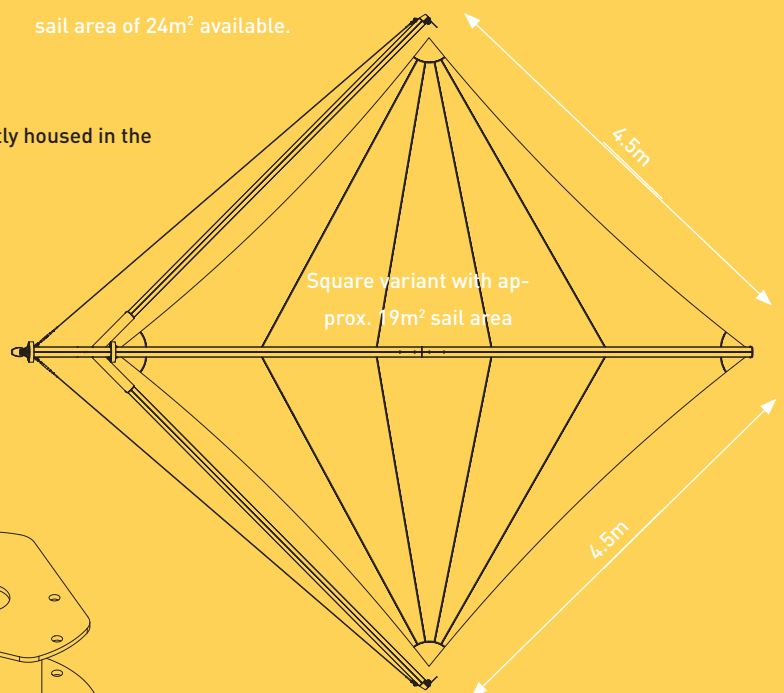 sail area of 24m² available.
tly housed in the
4.5m
Square variant with ap-
prox. 19m² sail area
4.5m